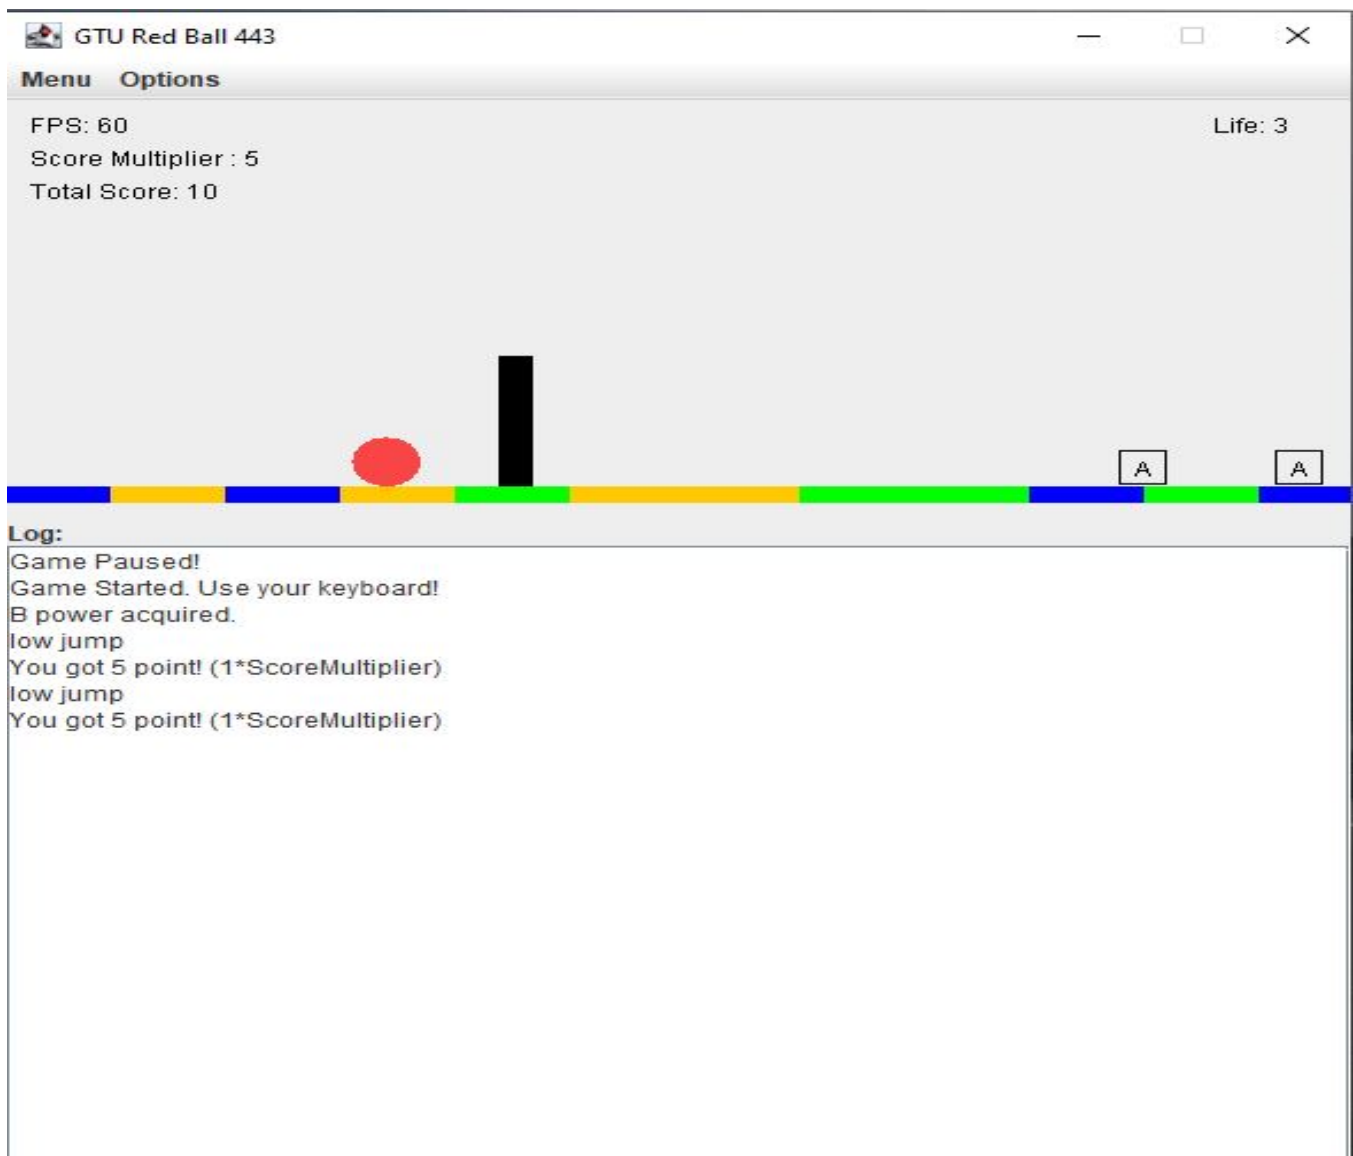 GTU Red Ball 443
Menu Options
FPS: 60
Life: 3
Score Multiplier : 5
Total Score: 10
A
A
Log:
Game Paused!
Game Started. Use your keyboard!
B power acquired.
low jump
You got 5 point! (1*ScoreMultiplier)
low jump
You got 5 point! (1*ScoreMultiplier)